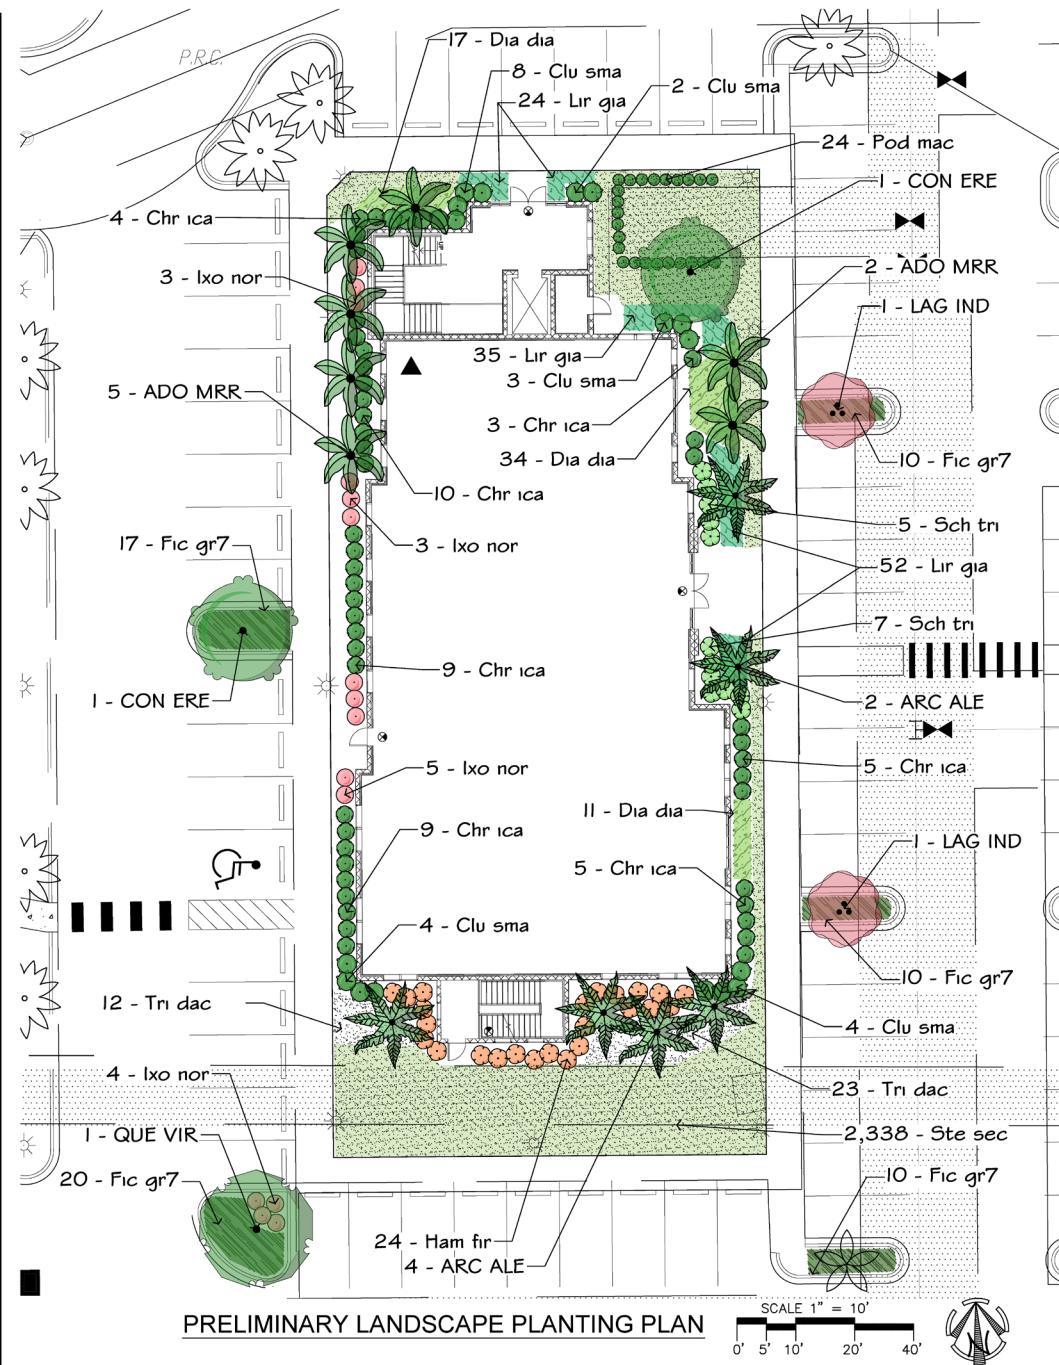 17 - Dia dia
P.R.C.
8 - Clu sma
2 - Clu sma
24 - Lir gia
24 - Pod mac
1 - CON ERE
4 - Chr ica
UP
3 - Ixo nor
2 - ADO MRR
1 - LAG IND
35 - Lir gia
3 - Clu sma
5 - ADO MRR
3 - Chr ica
34 - Dia dia
10 - Fic gr7
10 - Chr ica
5 - Sch tri
17 - Fic gr7
3 - Ixo nor
52 - Lir gia
7 - Sch tri
9 - Chr ica
1 - CON ERE
2 - ARC ALE
5 - Ixo nor
5 - Chr ica
11 - Dia dia
9 - Chr ica
1 - LAG IND
5 - Chr ica
4 - Clu sma
10 - Fic gr7
12 - Tri dac
4 - Clu sma
4 - Ixo nor
23 - Tri dac
1 - QUE VIR
2,338 - Ste sec
20 - Fic gr7
10 - Fic gr7
24 - Ham fir
4 - ARC ALE
PRELIMINARY LANDSCAPE PLANTING PLAN
SCALE 1" = 10'
0' 5' 10' 20' 40'
N